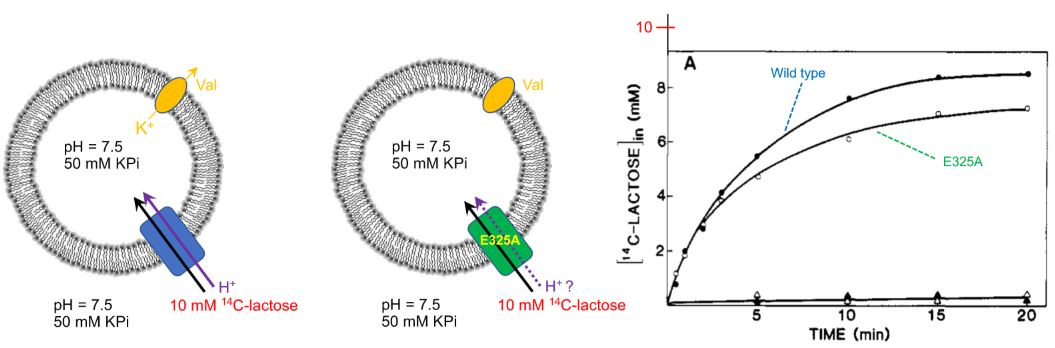 Val
K⁺
pH = 7.5
50 mM KPi
H⁺
pH = 7.5
50 mM KPi
10 mM ¹⁴C-lactose
Val
pH = 7.5
50 mM KPi
E325A
H⁺ ?
pH = 7.5
50 mM KPi
10 mM ¹⁴C-lactose
10
A
Wild type
8
6
E325A
4
2
[¹⁴C-LACTOSE]in (mM)
5
10
15
20
TIME (min)